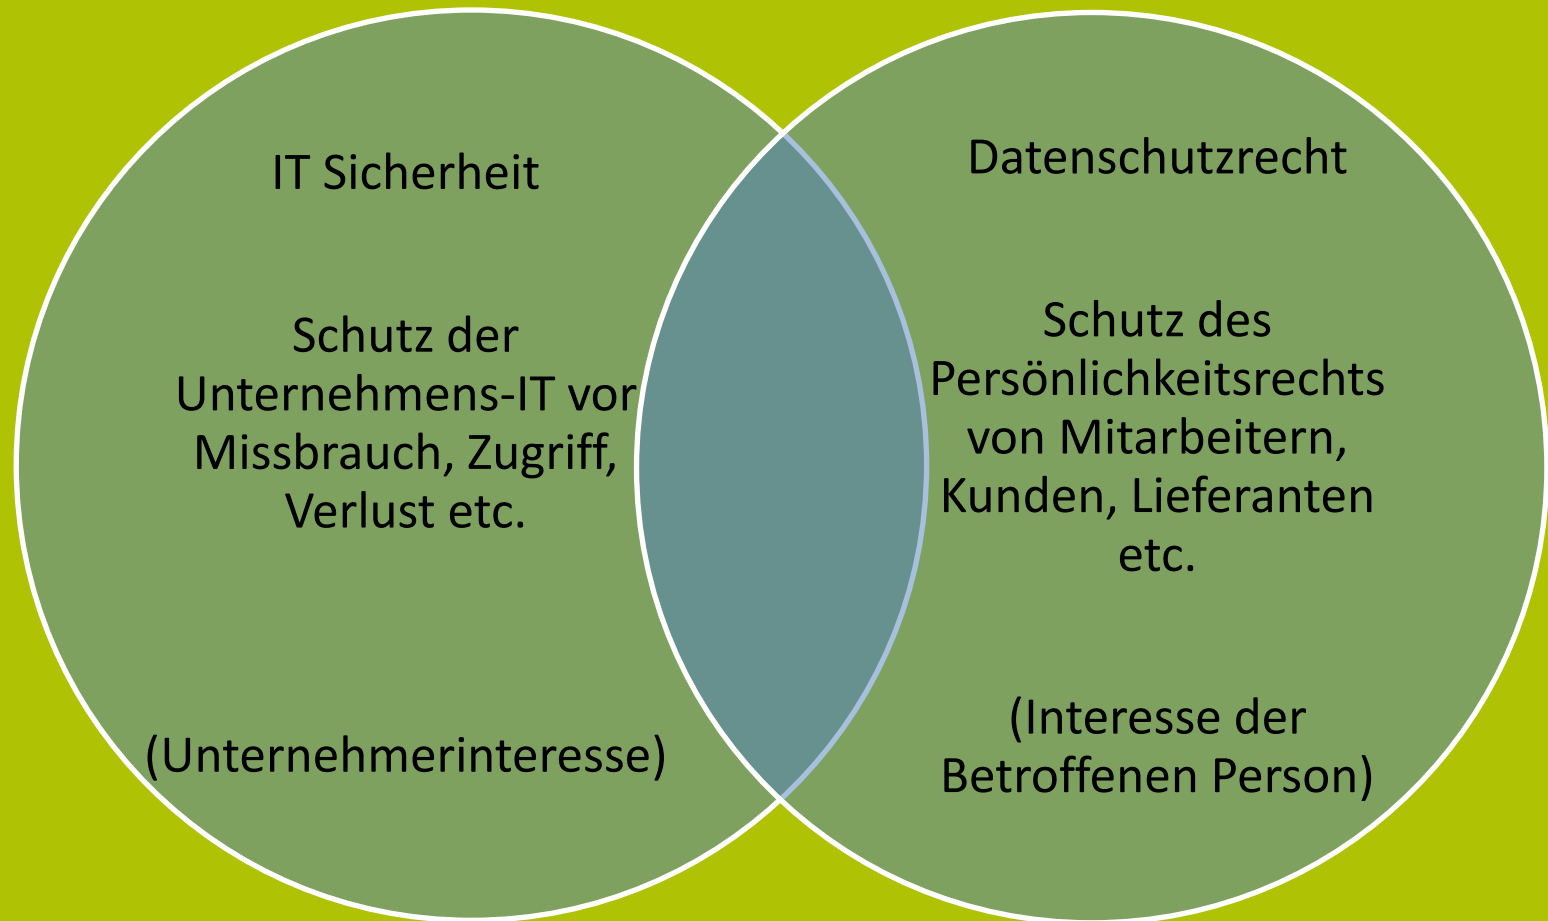 IT Sicherheit
Schutz der
Unternehmens-IT vor
Missbrauch, Zugriff,
Verlust etc.
(Unternehmerinteresse)
Datenschutzrecht
Schutz des
Persönlichkeitsrechts
von Mitarbeitern,
Kunden, Lieferanten
etc.
(Interesse der
Betroffenen Person)